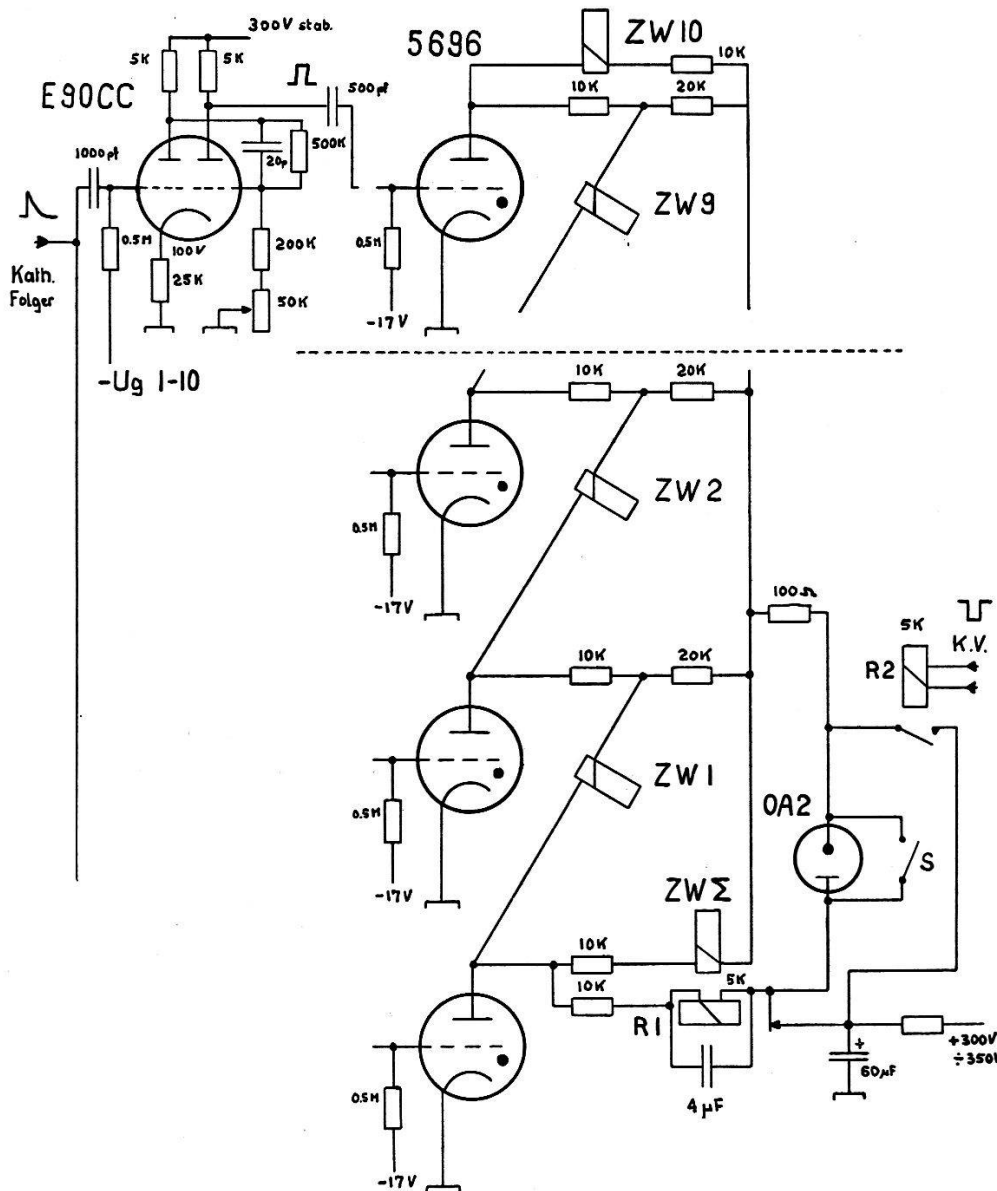 300V stab.
5K
5K
E90CC
500pf
5696
ZW10
10K
10K
20K
1000pf
20p
500K
ZW9
0.5M
100V
25K
200K
50K
0.5M
Kath.
Folger
-17V
-Ug 1-10
10K
20K
ZW2
0.5M
-17V
100Ω
5K
K.V.
R2
10K
20K
ZW1
0.5M
-17V
0A2
S
ZWΣ
10K
10K
5K
R1
+300V
÷350V
+
60µF
4µF
0.5M
-17V